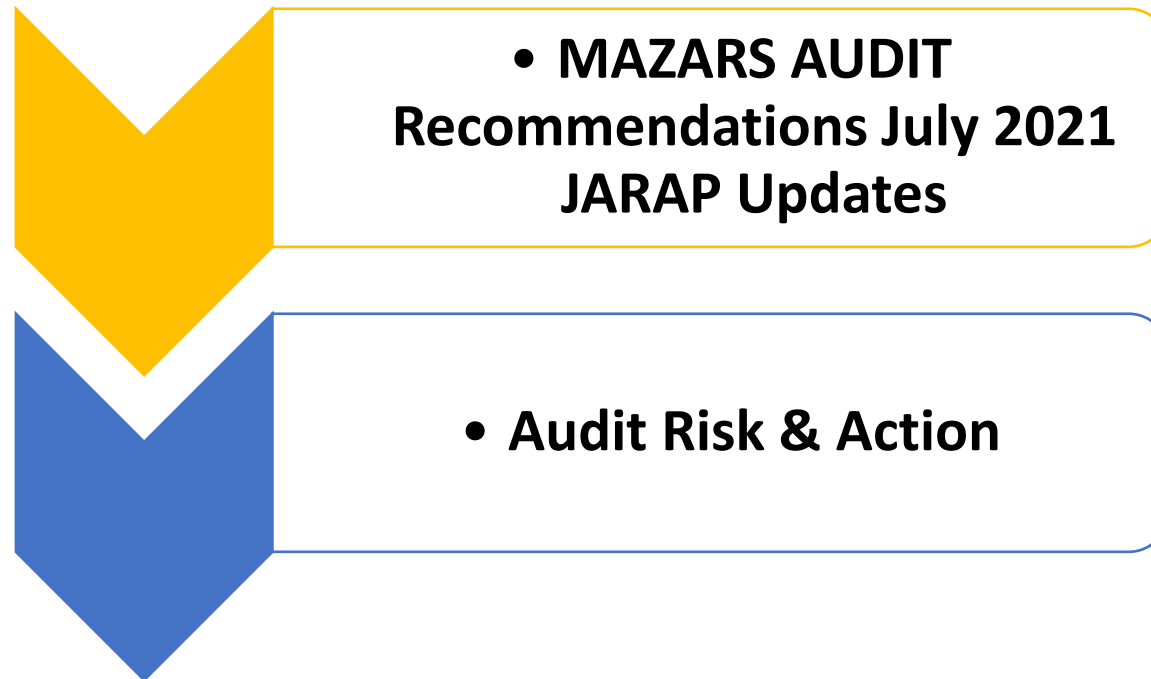 • MAZARS AUDIT
Recommendations July 2021
JARAP Updates
• Audit Risk & Action